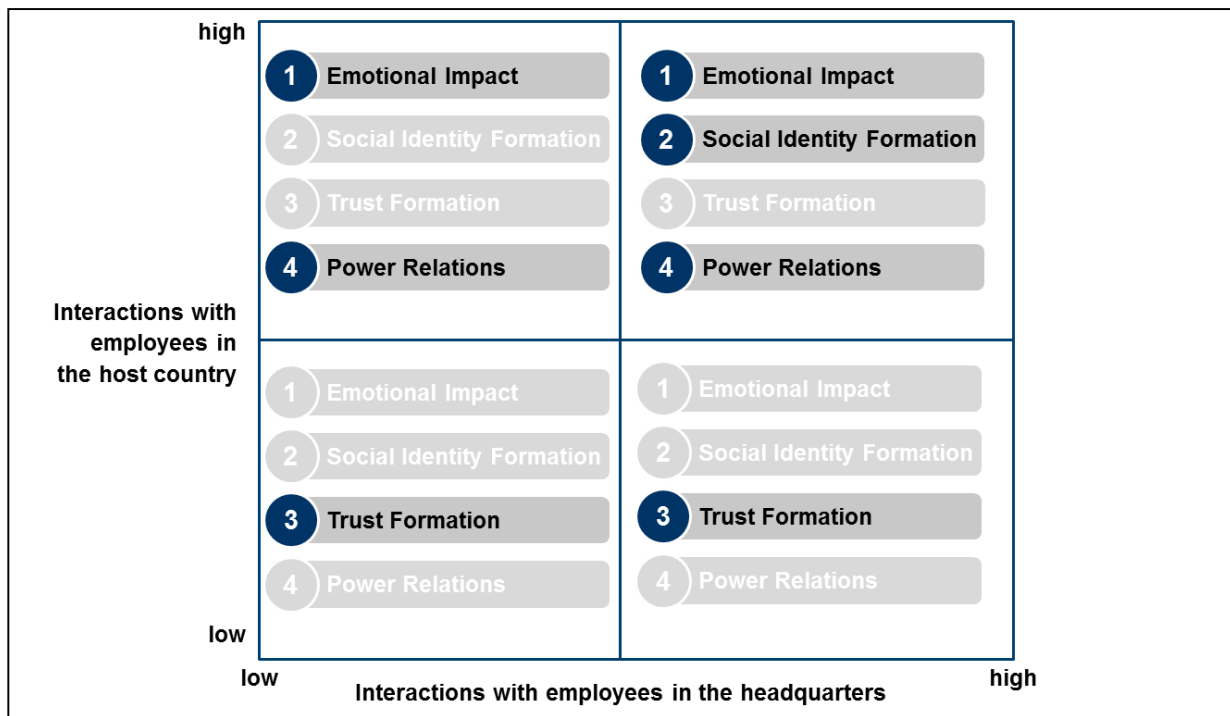 high
1 Emotional Impact
2 Social Identity Formation
3 Trust Formation
4 Power Relations
1 Emotional Impact
2 Social Identity Formation
3 Trust Formation
4 Power Relations
Interactions with
employees in
the host country
1 Emotional Impact
2 Social Identity Formation
3 Trust Formation
4 Power Relations
1 Emotional Impact
2 Social Identity Formation
3 Trust Formation
4 Power Relations
low
low
Interactions with employees in the headquarters
high